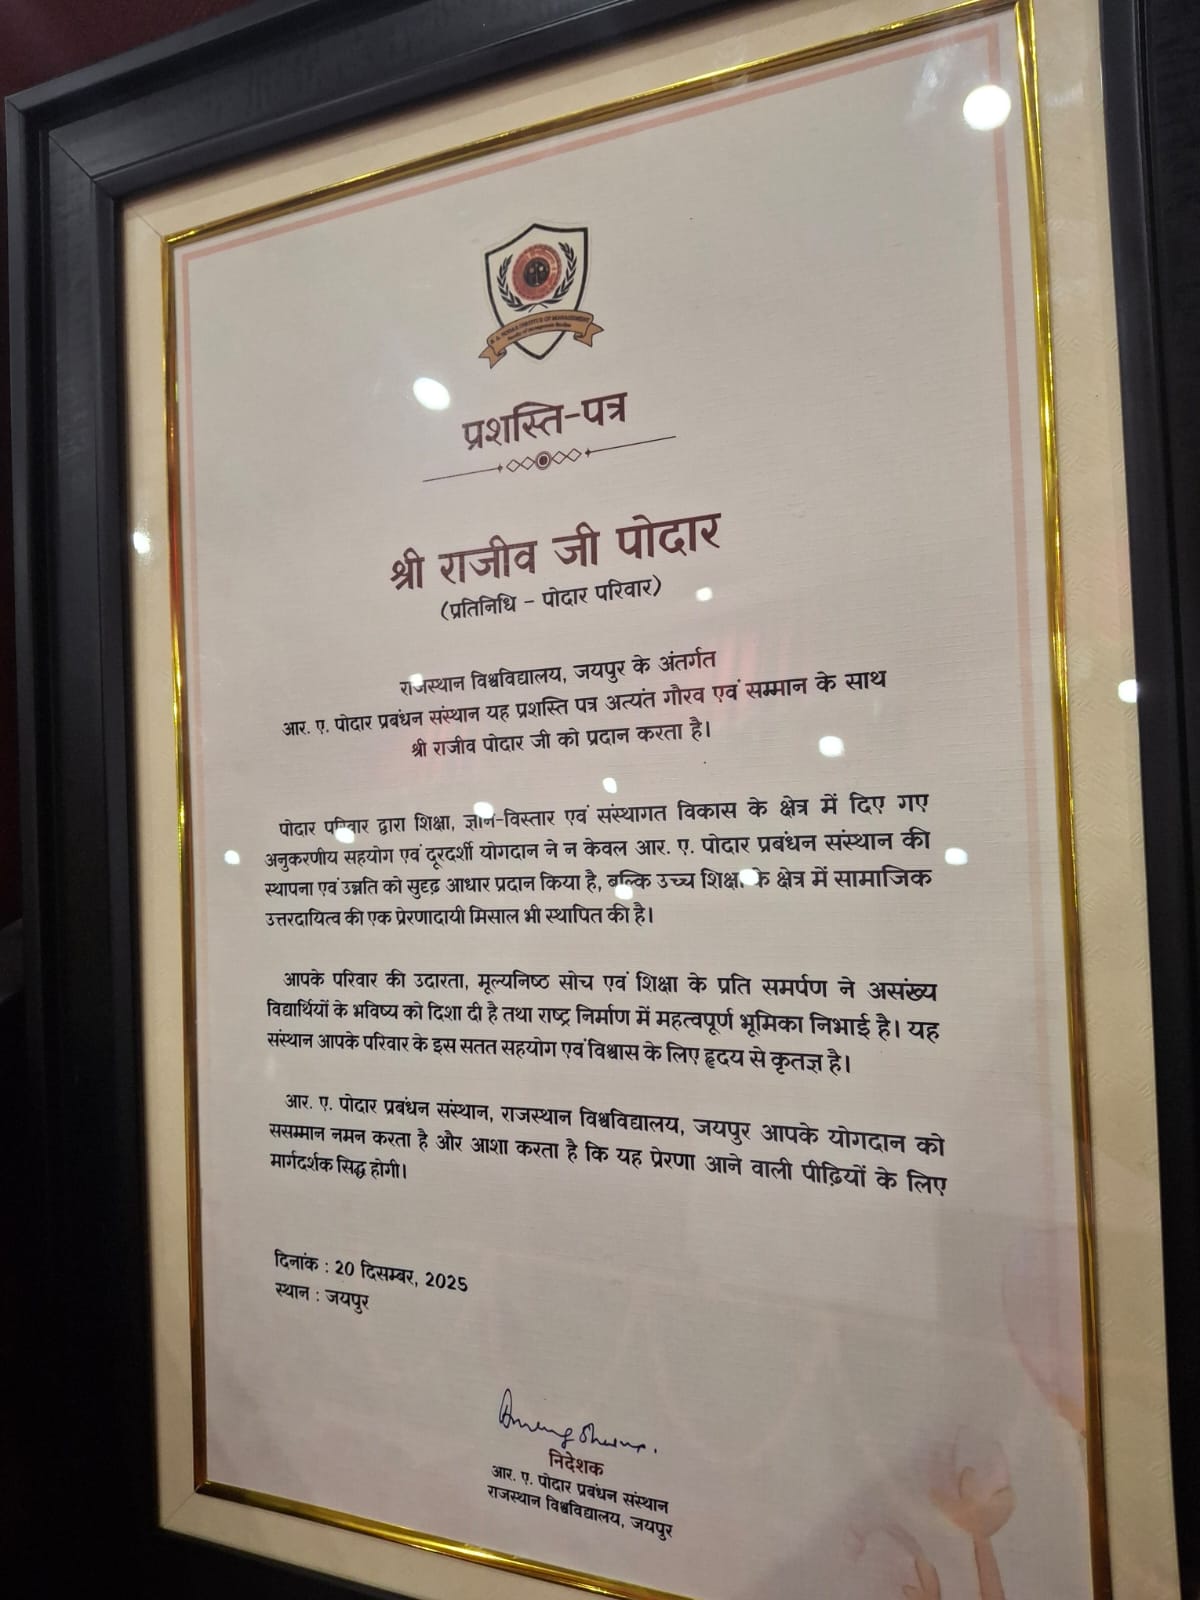 R. A. PODAR INSTITUTE OF MANAGEMENT
प्रशस्ति-पत्र
श्री राजीव जी पोदार
(प्रतिनिधि - पोदार परिवार)
राजस्थान विश्वविद्यालय, जयपुर के अंतर्गत
आर. ए. पोदार प्रबंधन संस्थान यह प्रशस्ति पत्र अत्यंत गौरव एवं सम्मान के साथ
श्री राजीव पोदार जी को प्रदान करता है।
पोदार परिवार द्वारा शिक्षा, ज्ञान-विस्तार एवं संस्थागत विकास के क्षेत्र में दिए गए
अनुकरणीय सहयोग एवं दूरदर्शी योगदान ने न केवल आर. ए. पोदार प्रबंधन संस्थान की
स्थापना एवं उन्नति को सुदृढ़ आधार प्रदान किया है, बल्कि उच्च शिक्षा के क्षेत्र में सामाजिक
उत्तरदायित्व की एक प्रेरणादायी मिसाल भी स्थापित की है।
आपके परिवार की उदारता, मूल्यनिष्ठ सोच एवं शिक्षा के प्रति समर्पण ने असंख्य
विद्यार्थियों के भविष्य को दिशा दी है तथा राष्ट्र निर्माण में महत्वपूर्ण भूमिका निभाई है। यह
संस्थान आपके परिवार के इस सतत सहयोग एवं विश्वास के लिए हृदय से कृतज्ञ है।
आर. ए. पोदार प्रबंधन संस्थान, राजस्थान विश्वविद्यालय, जयपुर आपके योगदान को
ससम्मान नमन करता है और आशा करता है कि यह प्रेरणा आने वाली पीढ़ियों के लिए
मार्गदर्शक सिद्ध होगी।
दिनांक : 20 दिसम्बर, 2025
स्थान : जयपुर
निदेशक
आर. ए. पोदार प्रबंधन संस्थान
राजस्थान विश्वविद्यालय, जयपुर